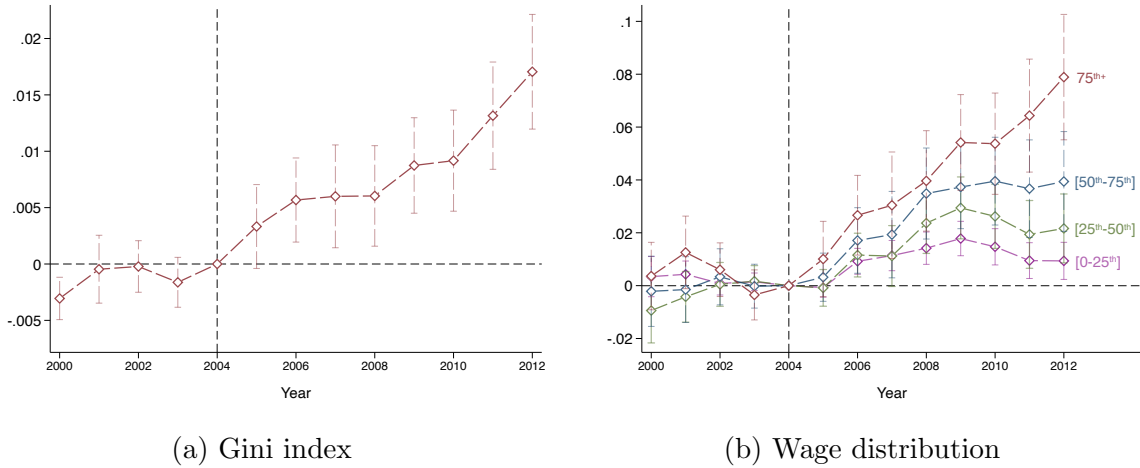 .02
.015
.01
.005
0
-.005
2000 2002 2004 2006 2008 2010 2012
Year
(a) Gini index
.1
.08
.06
.04
.02
0
-.02
75th+
[50th-75th]
[25th-50th]
[0-25th]
2000 2002 2004 2006 2008 2010 2012
Year
(b) Wage distribution